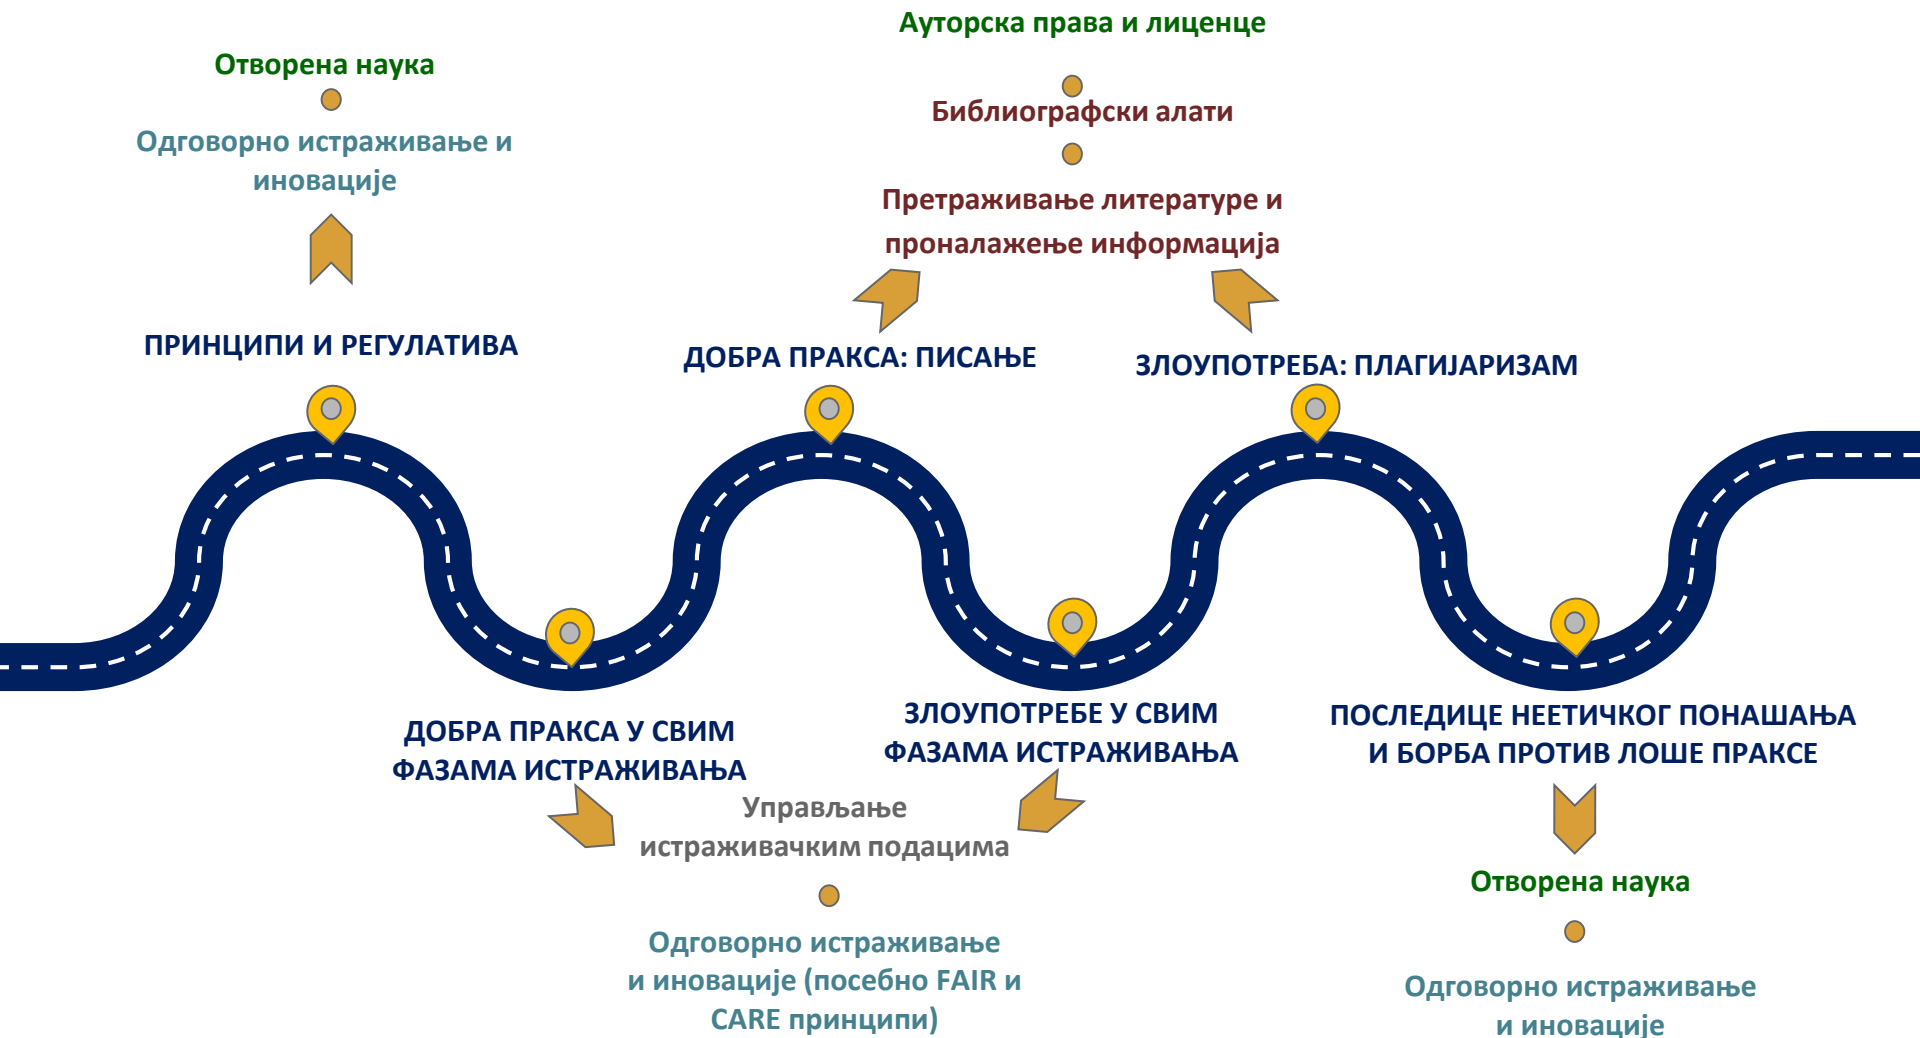 Отворена наука
Одговорно истраживање и
иновације
ПРИНЦИПИ И РЕГУЛАТИВА
Ауторска права и лиценце
Библиографски алати
Претраживање литературе и
проналажење информација
ДОБРА ПРАКСА: ПИСАЊЕ
ЗЛОУПОТРЕБА: ПЛАГИЈАРИЗАМ
ДОБРА ПРАКСА У СВИМ
ФАЗАМА ИСТРАЖИВАЊА
ЗЛОУПОТРЕБЕ У СВИМ
ФАЗАМА ИСТРАЖИВАЊА
Управљање
истраживачким подацима
Одговорно истраживање
и иновације (посебно FAIR и
CARE принципи)
ПОСЛЕДИЦЕ НЕЕТИЧКОГ ПОНАШАЊА
И БОРБА ПРОТИВ ЛОШЕ ПРАКСЕ
Отворена наука
Одговорно истраживање
и иновације